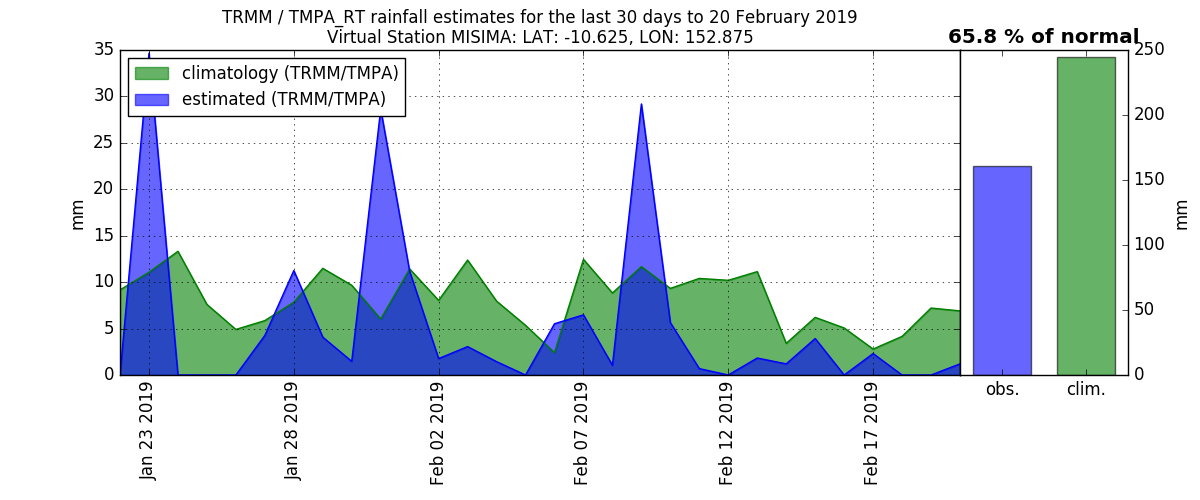 TRMM / TMPA_RT rainfall estimates for the last 30 days to 20 February 2019
Virtual Station MISIMA: LAT: -10.625, LON: 152.875
65.8 % of normal
climatology (TRMM/TMPA)
estimated (TRMM/TMPA)
35
30
25
20
15
10
5
0
mm
Jan 23 2019
Jan 28 2019
Feb 02 2019
Feb 07 2019
Feb 12 2019
Feb 17 2019
obs.
clim.
250
200
150
100
50
0
mm